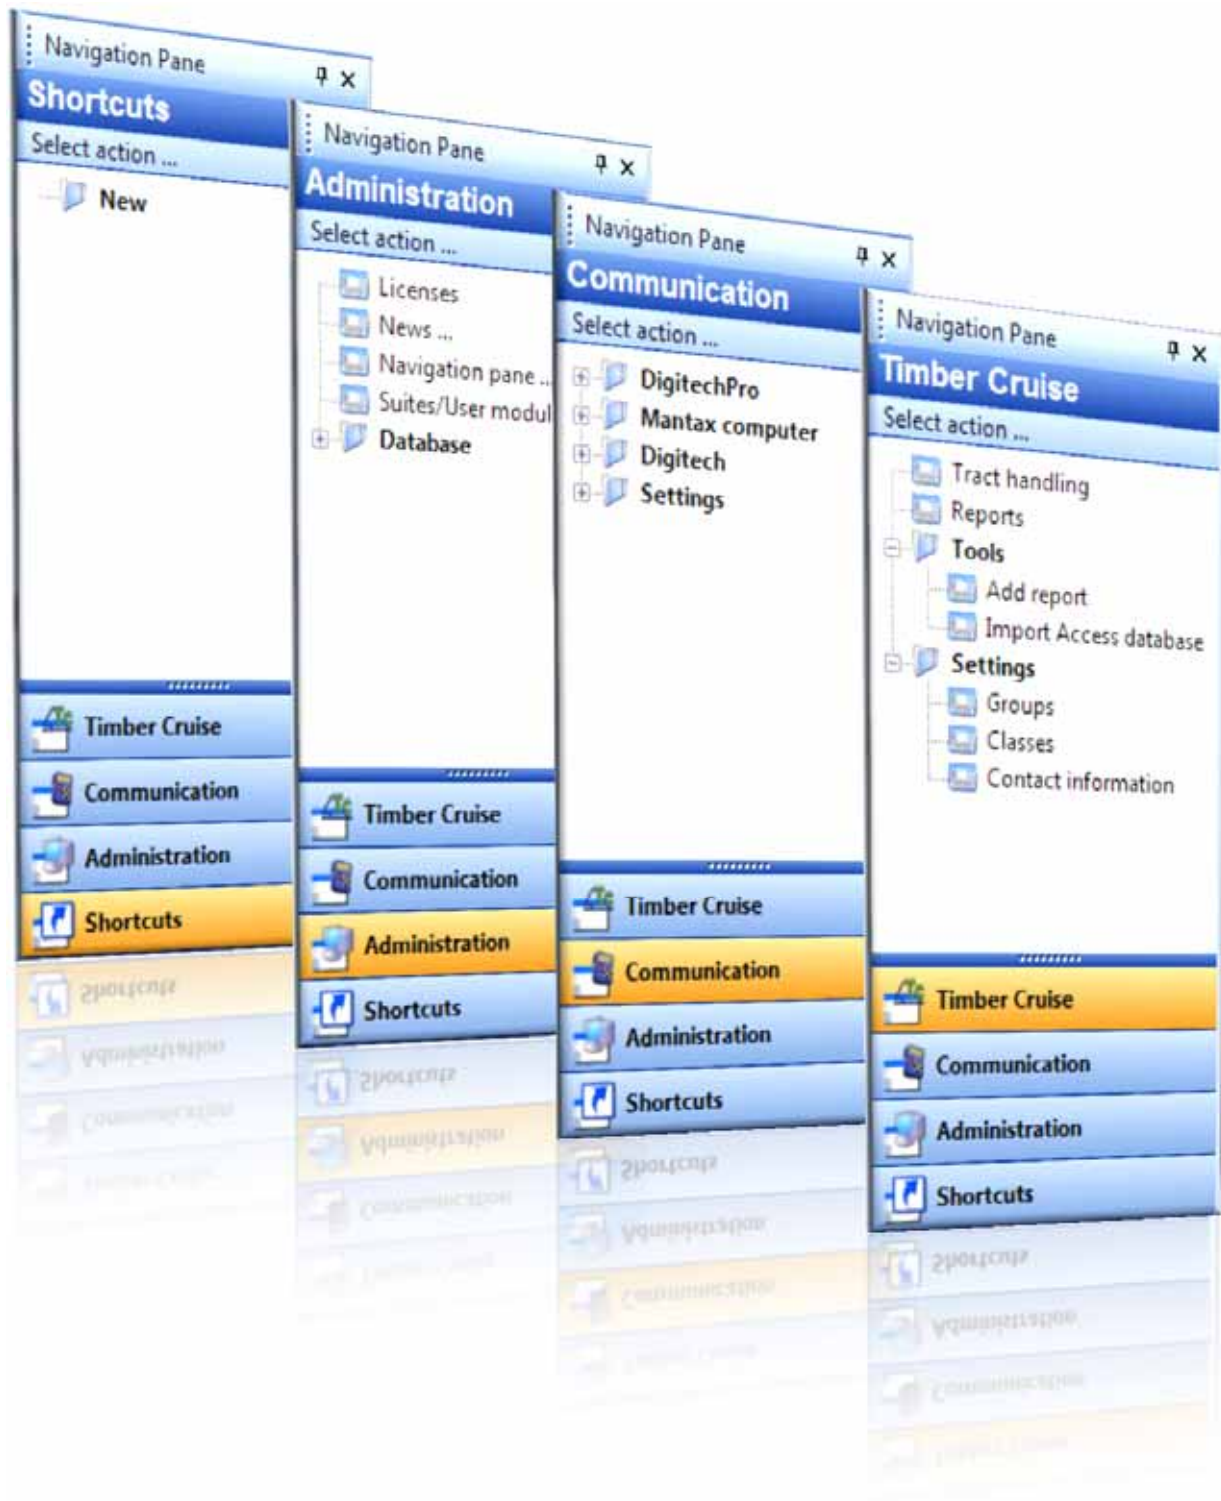 Navigation Pane
Shortcuts
Select action ...
New
Timber Cruise
Communication
Administration
Shortcuts
Navigation Pane
Administration
Select action ...
Licenses
News ...
Navigation pane ...
Suites/User modul
Database
Timber Cruise
Communication
Administration
Shortcuts
Navigation Pane
Communication
Select action ...
DigitechPro
Mantax computer
Digitech
Settings
Timber Cruise
Communication
Administration
Shortcuts
Navigation Pane
Timber Cruise
Select action ...
Tract handling
Reports
Tools
Add report
Import Access database
Settings
Groups
Classes
Contact information
Timber Cruise
Communication
Administration
Shortcuts